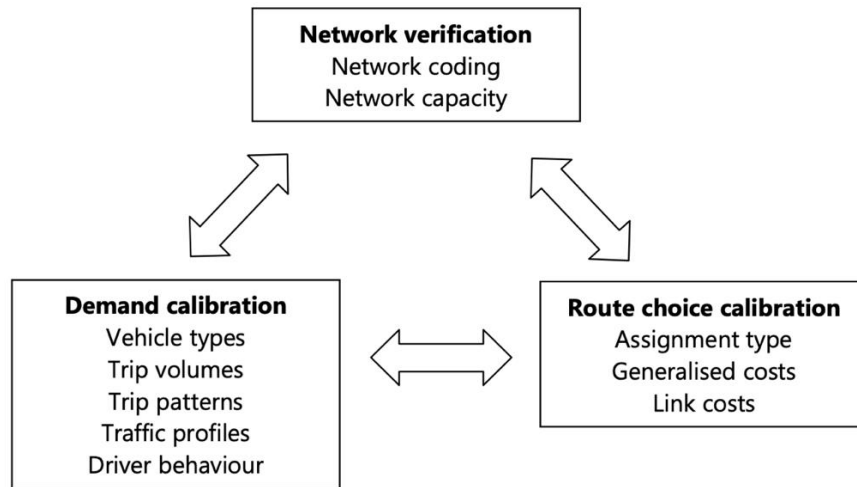 Network verification
Network coding
Network capacity
Demand calibration
Vehicle types
Trip volumes
Trip patterns
Traffic profiles
Driver behaviour
Route choice calibration
Assignment type
Generalised costs
Link costs